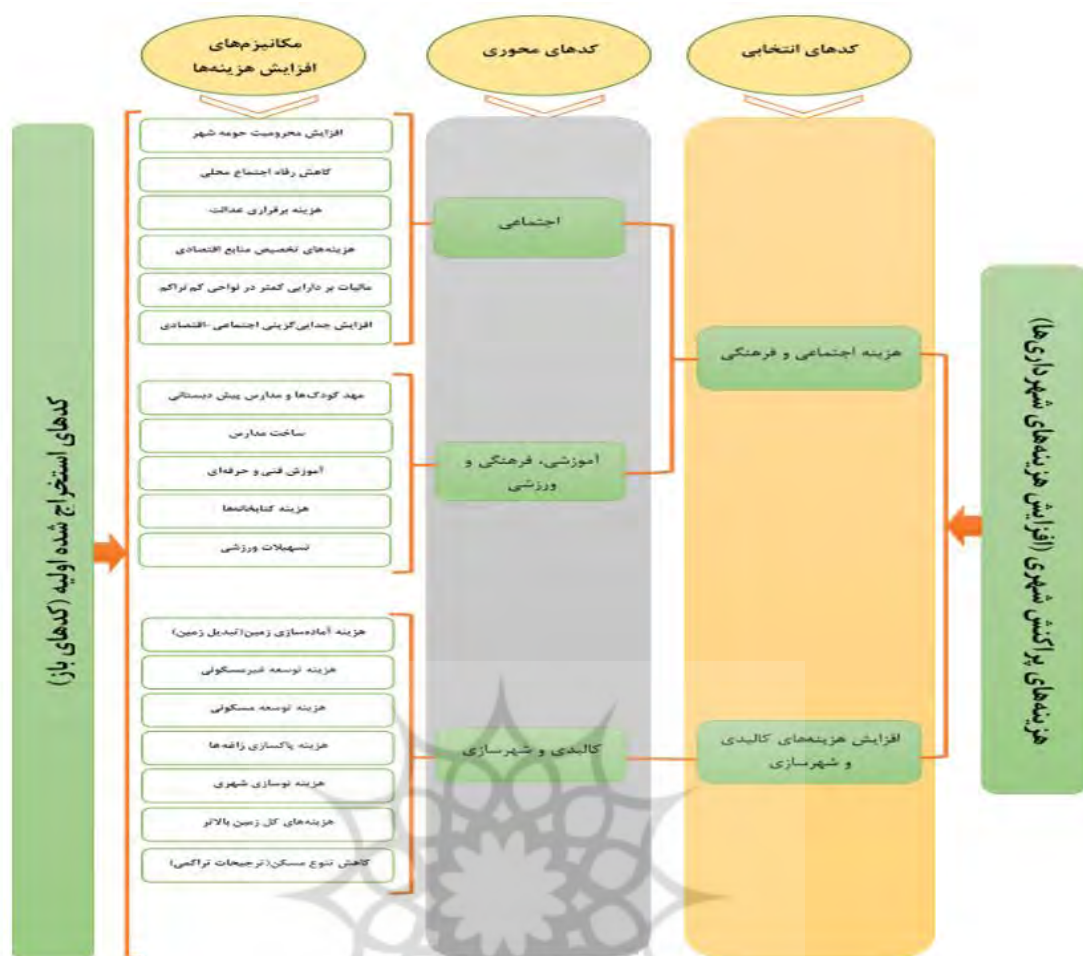 کدهای انتخابی
کدهای محوری
مکانیزم‌های
افزایش هزینه‌ها
هزینه‌های پراکنش شهری (افزایش هزینه‌های شهرداری‌ها)
هزینه اجتماعی و فرهنگی
افزایش هزینه‌های کالبدی
و شهرسازی
اجتماعی
آموزشی، فرهنگی و
ورزشی
کالبدی و شهرسازی
افزایش محرومیت حومه شهر
کاهش رفاه اجتماع محلی
هزینه برقراری عدالت
هزینه‌های تخصیص منابع اقتصادی
مالیات بر دارایی کمتر در نواحی کم تراکم
افزایش جدایی‌گزینی اجتماعی -اقتصادی
مهد کودک‌ها و مدارس پیش دبستانی
ساخت مدارس
آموزش فنی و حرفه‌ای
هزینه کتابخانه‌ها
تسهیلات ورزشی
هزینه آماده‌سازی زمین(تبدیل زمین)
هزینه توسعه غیرمسکونی
هزینه توسعه مسکونی
هزینه پاکسازی زاغه‌ها
هزینه نوسازی شهری
هزینه‌های کل زمین بالاتر
کاهش تنوع مسکن(ترجیحات تراکمی)
کدهای استخراج شده اولیه (کدهای باز)